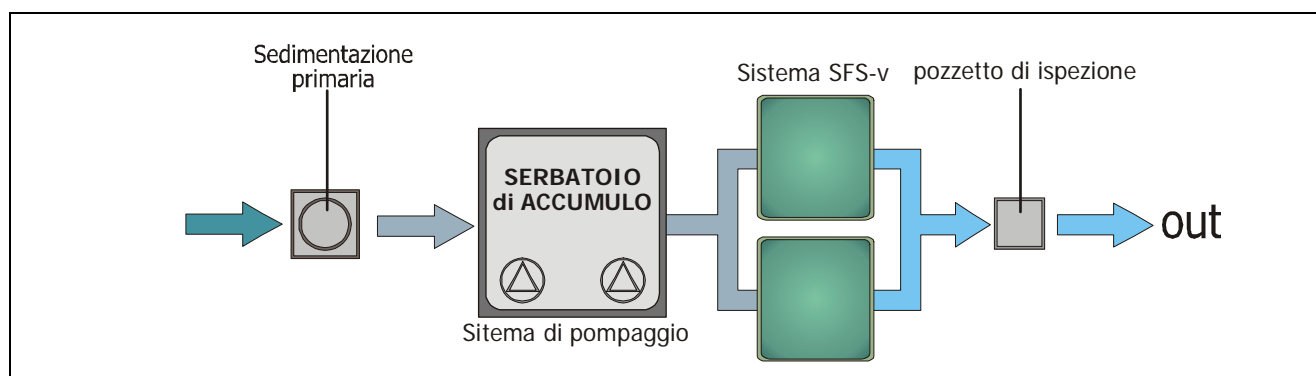 Sedimentazione
primaria
SERBATOIO
di ACCUMULO
Sitema di pompaggio
Sistema SFS-v
pozzetto di ispezione
out